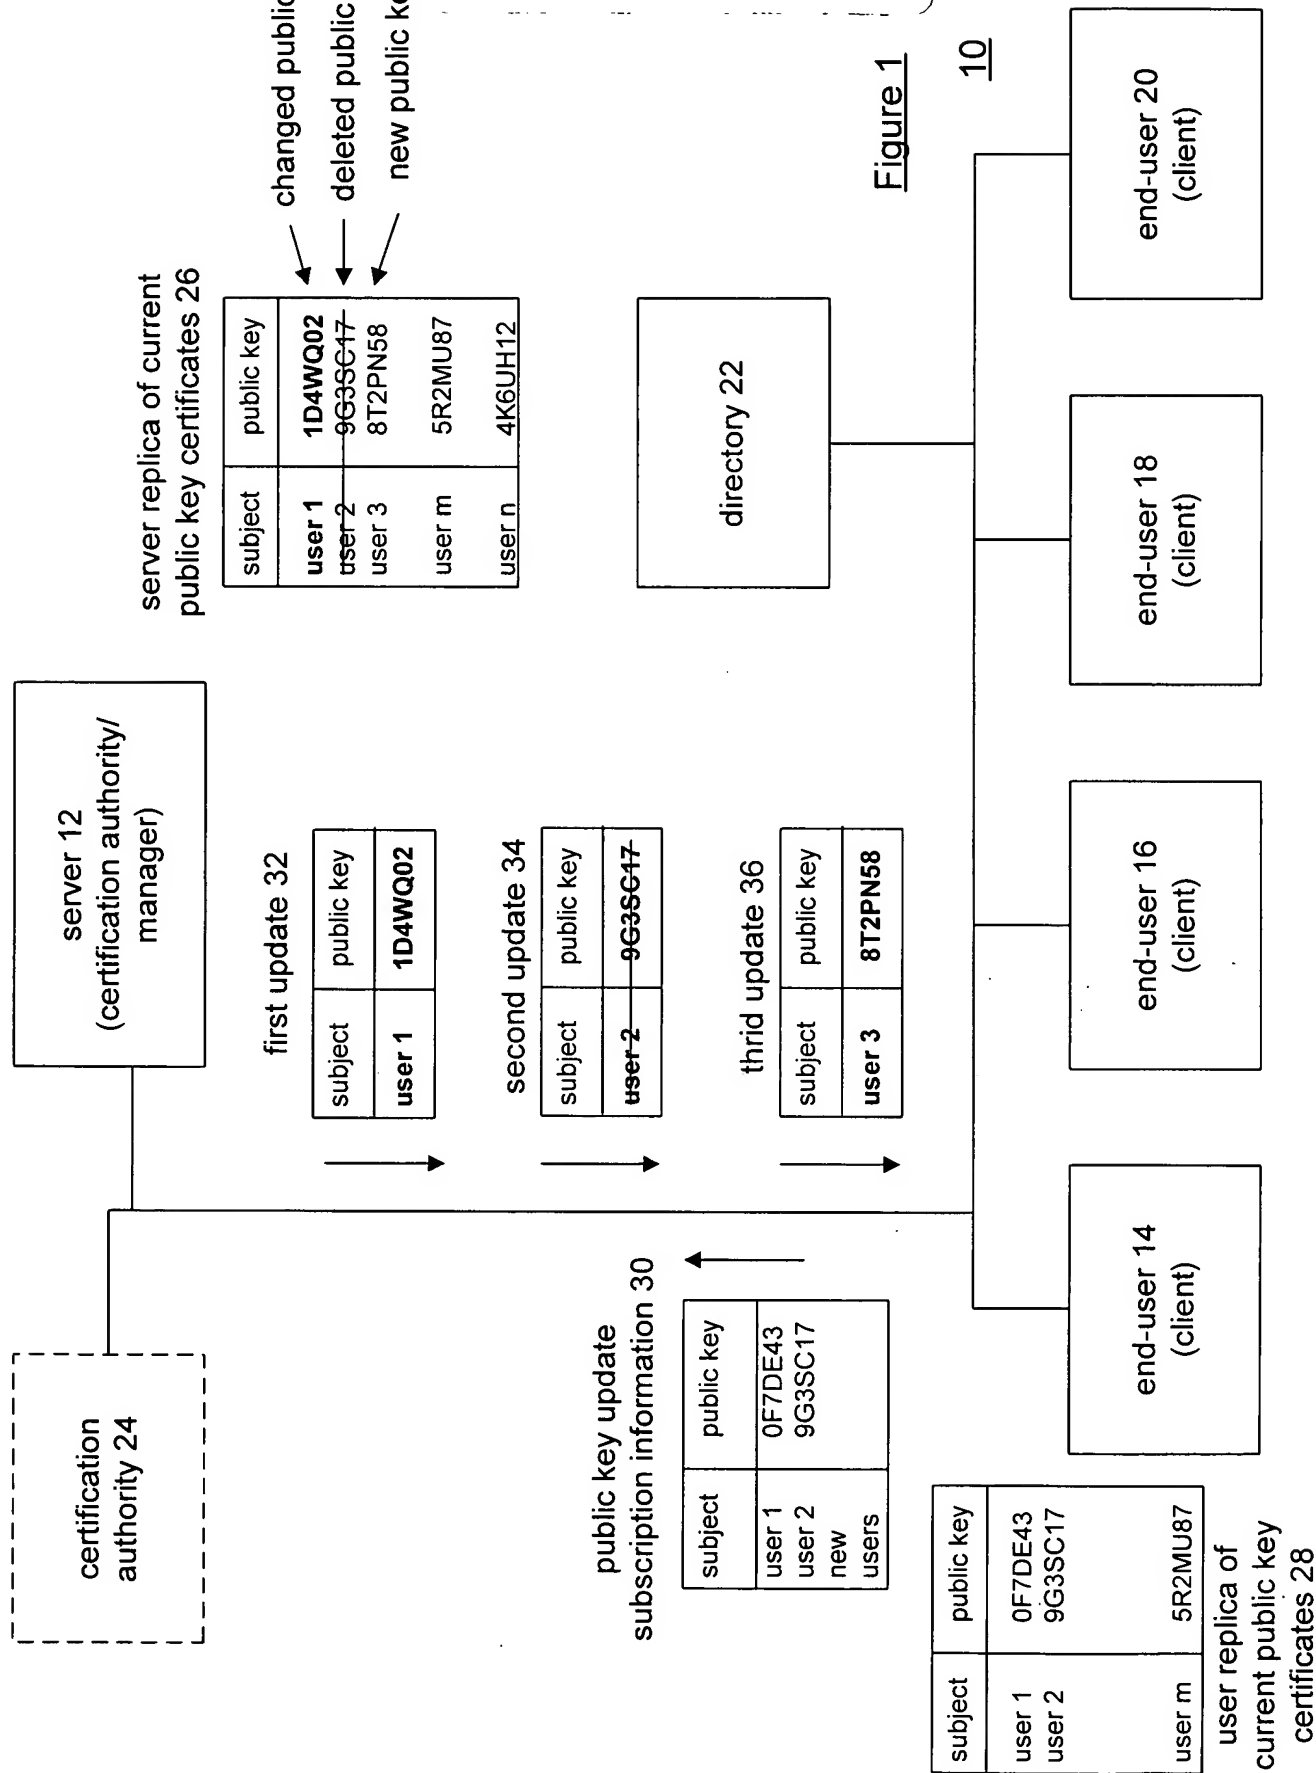 certification
authority 24
server 12
(certification authority/
manager)
server replica of current
public key certificates 26
subject public key
user 1 1D4WQ02
user 2 9G3SC17
user 3 8T2PN58
user m 5R2MU87
user n 4K6UH12
changed public
deleted public
new public ke
first update 32
subject public key
user 1 1D4WQ02
second update 34
subject public key
user 2 9G3SC17
thrid update 36
subject public key
user 3 8T2PN58
public key update
subscription information 30
subject public key
user 1 0F7DE43
user 2 9G3SC17
new
users
directory 22
Figure 1
10
subject public key
user 1 0F7DE43
user 2 9G3SC17
user m 5R2MU87
user replica of
current public key
certificates 28
end-user 14
(client)
end-user 16
(client)
end-user 18
(client)
end-user 20
(client)